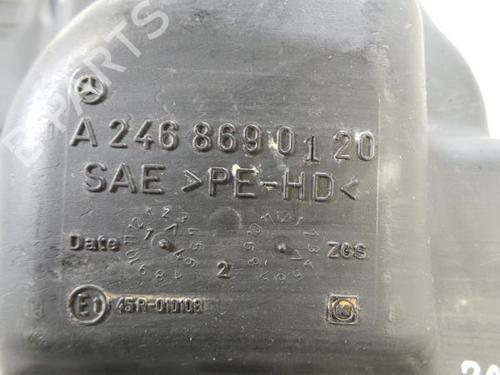 A 246 869 01 20
SAE >PE-HD<
Date
ZGS
2
E1 45R-010108